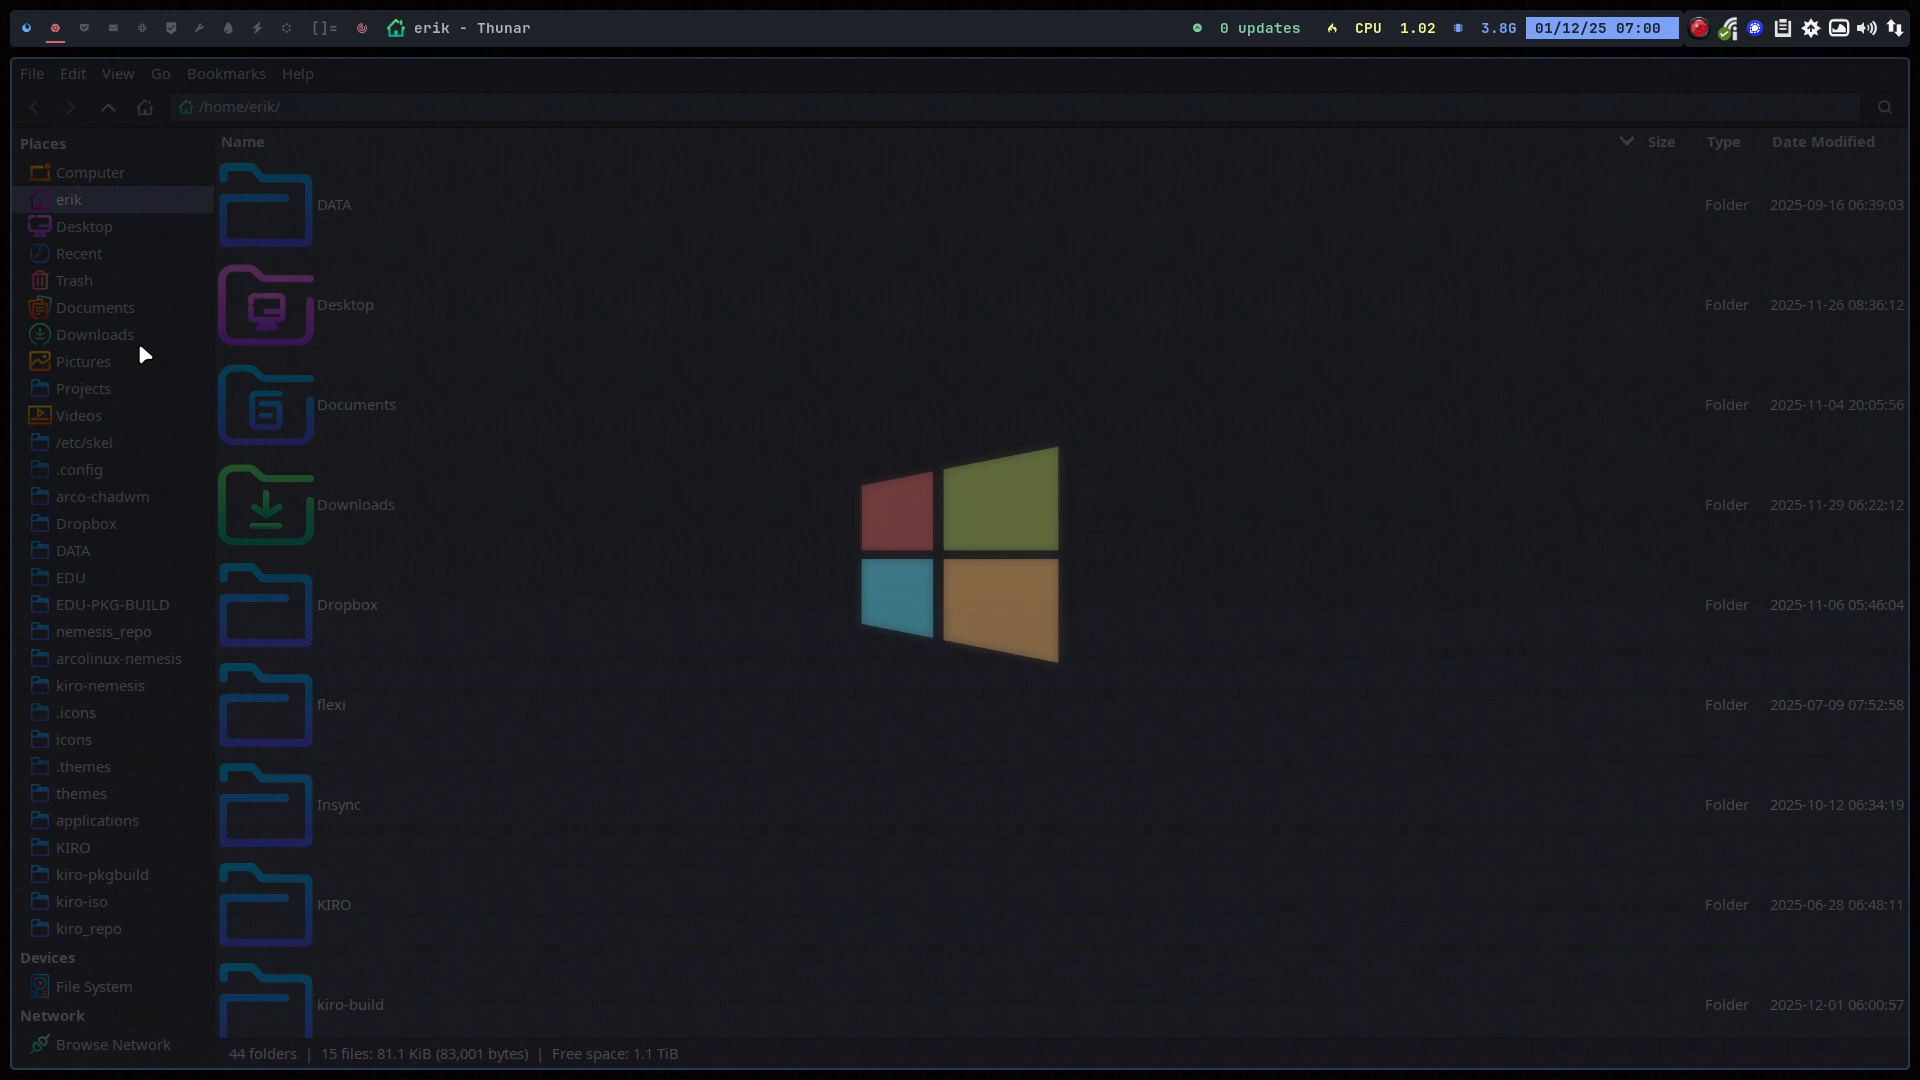 []= erik - Thunar 0 updates CPU 1.02 3.8G 01/12/25 07:00
File Edit View Go Bookmarks Help
/home/erik/
Places
Computer
erik
Desktop
Recent
Trash
Documents
Downloads
Pictures
Projects
Videos
/etc/skel
.config
arco-chadwm
Dropbox
DATA
EDU
EDU-PKG-BUILD
nemesis_repo
arcolinux-nemesis
kiro-nemesis
.icons
icons
.themes
themes
applications
KIRO
kiro-pkgbuild
kiro-iso
kiro_repo
Devices
File System
Network
Browse Network
Name Size Type Date Modified
DATA Folder 2025-09-16 06:39:03
Desktop Folder 2025-11-26 08:36:12
Documents Folder 2025-11-04 20:05:56
Downloads Folder 2025-11-29 06:22:12
Dropbox Folder 2025-11-06 05:46:04
flexi Folder 2025-07-09 07:52:58
Insync Folder 2025-10-12 06:34:19
KIRO Folder 2025-06-28 06:48:11
kiro-build Folder 2025-12-01 06:00:57
44 folders | 15 files: 81.1 KiB (83,001 bytes) | Free space: 1.1 TiB